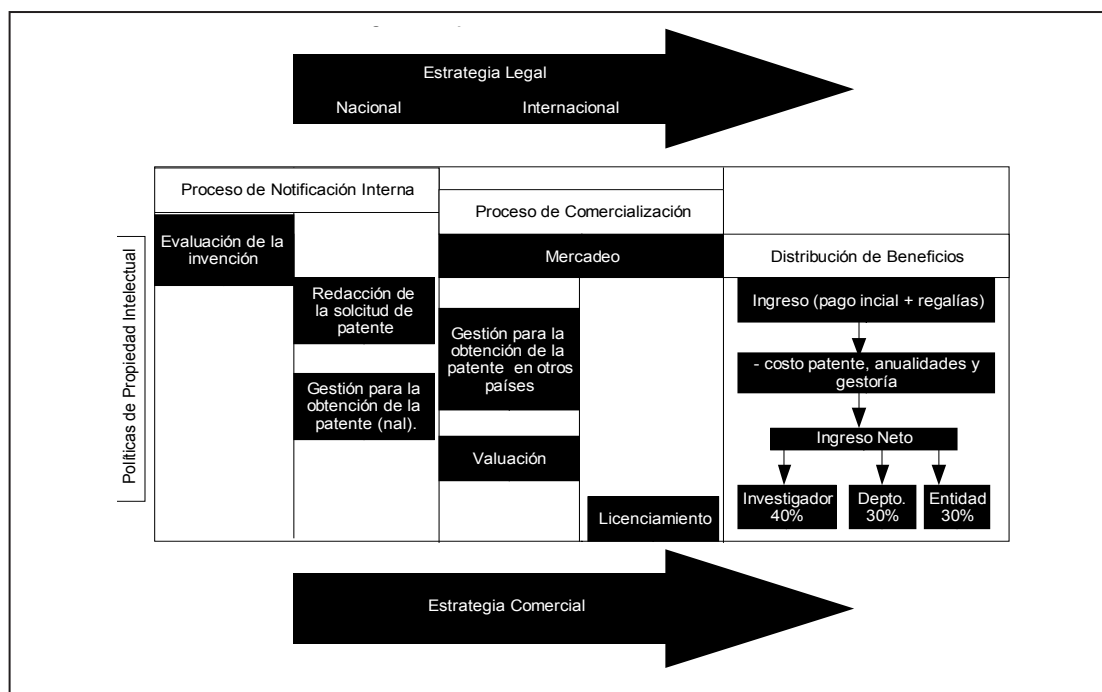 Estrategia Legal
Nacional Internacional
Proceso de Notificación Interna
Proceso de Comercialización
Políticas de Propiedad Intelectual
Evaluación de la
invención
Mercadeo
Distribución de Beneficios
Redacción de
la solcitud de
patente
Gestión para la
obtención de la
patente (nal).
Gestión para la
obtención de la
patente en otros
países
Valuación
Licenciamiento
Ingreso (pago incial + regalías)
- costo patente, anualidades y
gestoría
Ingreso Neto
Investigador
40%
Depto.
30%
Entidad
30%
Estrategia Comercial